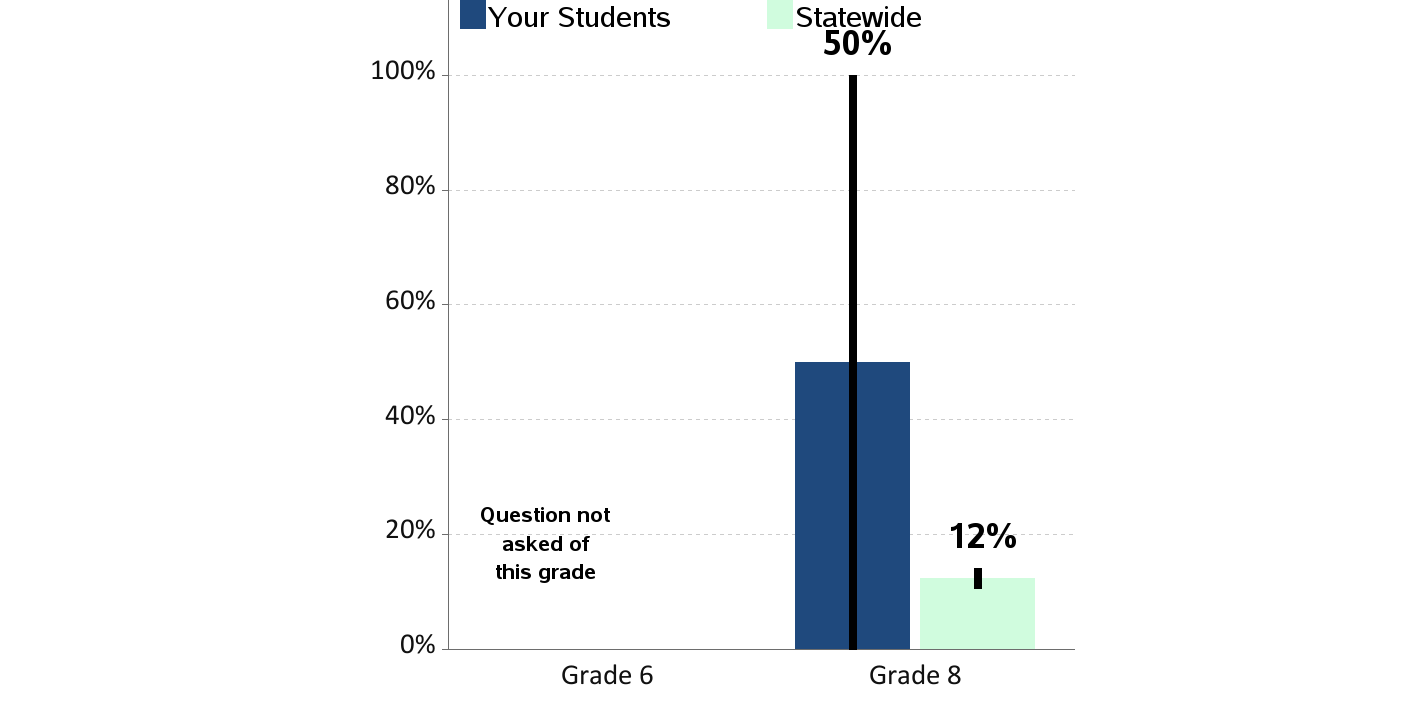 Your Students
Statewide
50%
100%
80%
60%
40%
20%
0%
Question not
asked of
this grade
12%
Grade 6
Grade 8